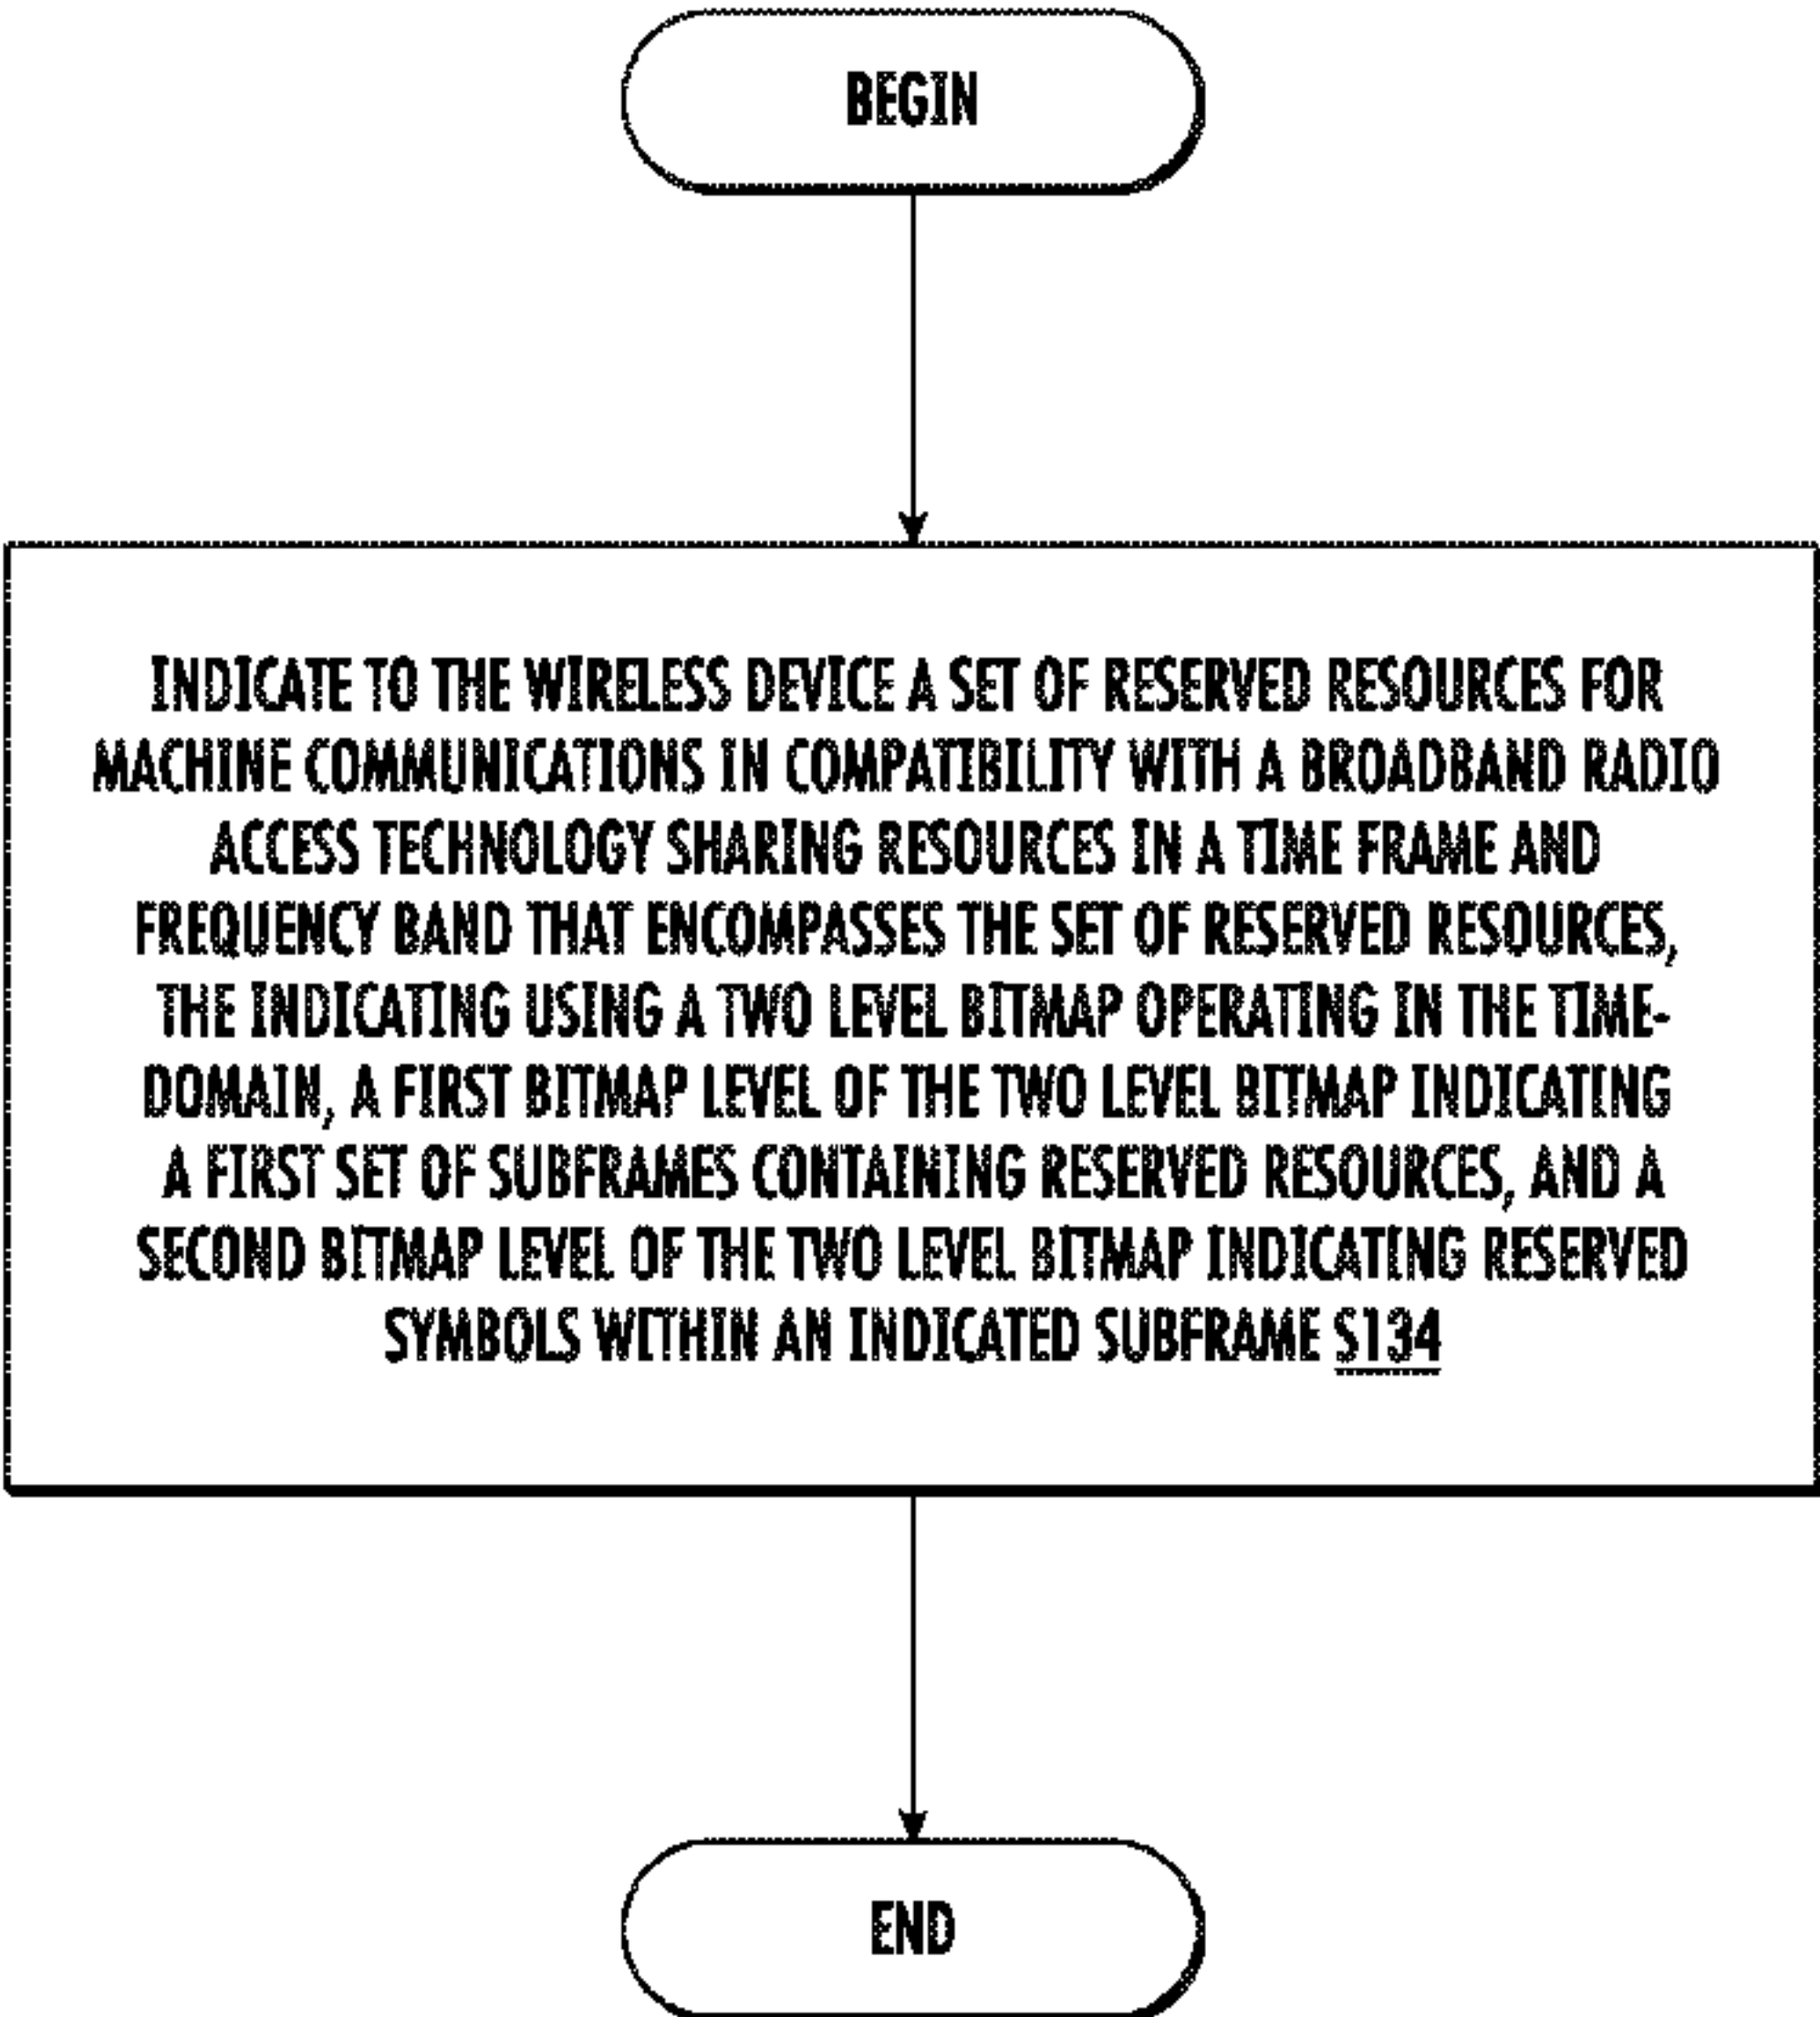 BEGIN
INDICATE TO THE WIRELESS DEVICE A SET OF RESERVED RESOURCES FOR
MACHINE COMMUNICATIONS IN COMPATIBILITY WITH A BROADBAND RADIO
ACCESS TECHNOLOGY SHARING RESOURCES IN A TIME FRAME AND
FREQUENCY BAND THAT ENCOMPASSES THE SET OF RESERVED RESOURCES,
THE INDICATING USING A TWO LEVEL BITMAP OPERATING IN THE TIME-
DOMAIN, A FIRST BITMAP LEVEL OF THE TWO LEVEL BITMAP INDICATING
A FIRST SET OF SUBFRAMES CONTAINING RESERVED RESOURCES, AND A
SECOND BITMAP LEVEL OF THE TWO LEVEL BITMAP INDICATING RESERVED
SYMBOLS WITHIN AN INDICATED SUBFRAME S134
END